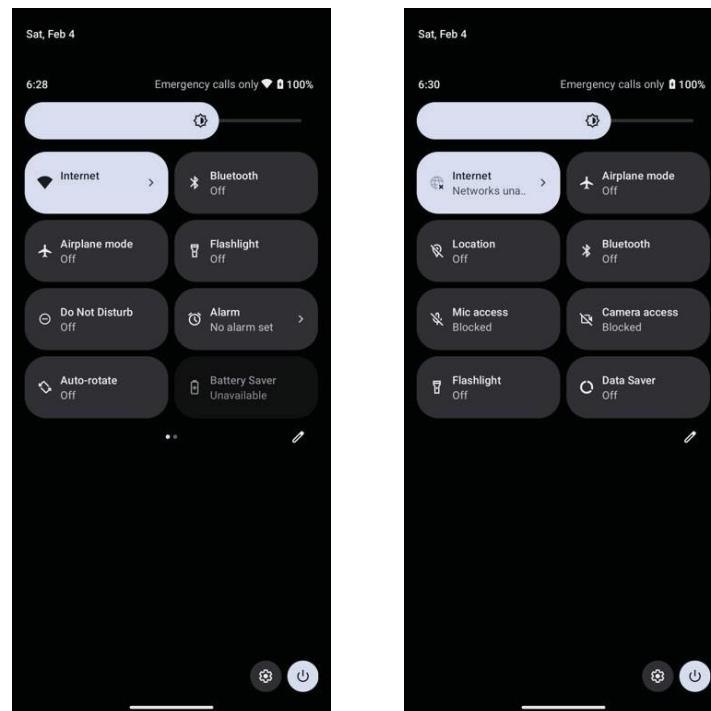 Sat, Feb 4
6:28 Emergency calls only 100%
Internet
Bluetooth
Off
Airplane mode
Off
Flashlight
Off
Do Not Disturb
Off
Alarm
No alarm set
Auto-rotate
Off
Battery Saver
Unavailable
Sat, Feb 4
6:30 Emergency calls only 100%
Internet
Networks una..
Airplane mode
Off
Location
Off
Bluetooth
Off
Mic access
Blocked
Camera access
Blocked
Flashlight
Off
Data Saver
Off